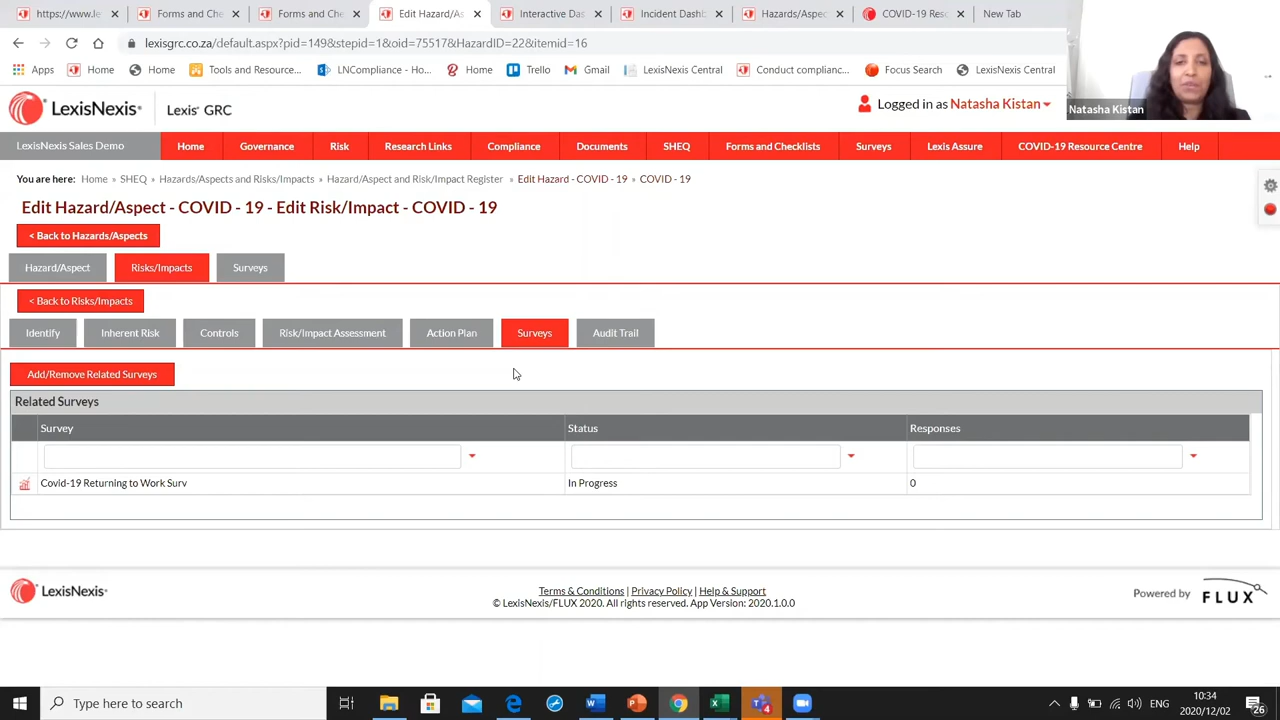 https://www.le
Forms and Che
Forms and Che
Edit Hazard/As
Interactive Das
Incident Dashb
Hazards/Aspec
COVID-19 Reso
New Tab
lexisgrc.co.za/default.aspx?pid=149&stepid=1&oid=75517&HazardID=22&itemid=16
Apps Home Home Tools and Resource... LNCompliance - Ho... Home Trello Gmail LexisNexis Central Conduct complianc... Focus Search LexisNexis Central
LexisNexis® Lexis® GRC
Logged in as Natasha Kistan
Natasha Kistan
LexisNexis Sales Demo Home Governance Risk Research Links Compliance Documents SHEQ Forms and Checklists Surveys Lexis Assure COVID-19 Resource Centre Help
You are here: Home » SHEQ » Hazards/Aspects and Risks/Impacts » Hazard/Aspect and Risk/Impact Register » Edit Hazard - COVID - 19 » COVID - 19
Edit Hazard/Aspect - COVID - 19 - Edit Risk/Impact - COVID - 19
< Back to Hazards/Aspects
Hazard/Aspect Risks/Impacts Surveys
< Back to Risks/Impacts
Identify Inherent Risk Controls Risk/Impact Assessment Action Plan Surveys Audit Trail
Add/Remove Related Surveys
Related Surveys
Survey Status Responses
Covid-19 Returning to Work Surv In Progress 0
LexisNexis®
Terms & Conditions | Privacy Policy | Help & Support
© LexisNexis/FLUX 2020. All rights reserved. App Version: 2020.1.0.0
Powered by FLUX
Type here to search
4
ENG
10:34
2020/12/02
26